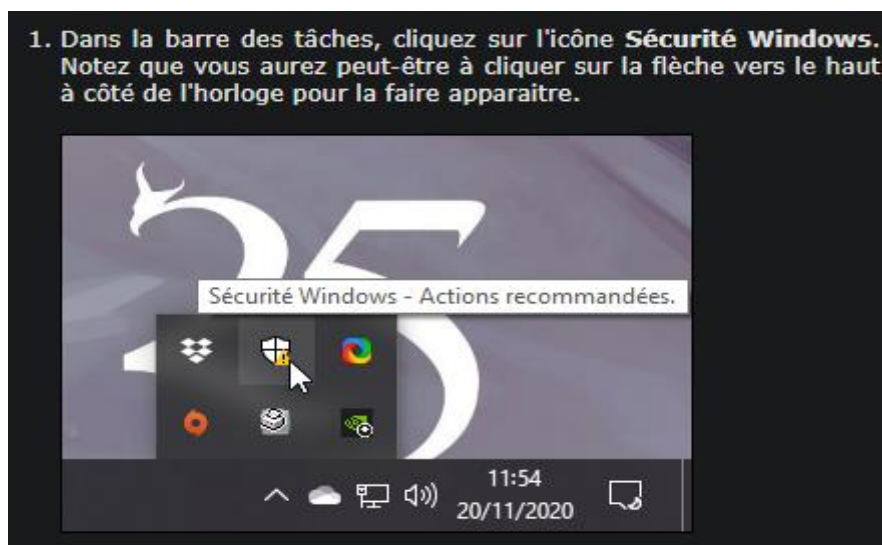 1. Dans la barre des tâches, cliquez sur l'icône Sécurité Windows.
Notez que vous aurez peut-être à cliquer sur la flèche vers le haut
à côté de l'horloge pour la faire apparaitre.
25
Sécurité Windows - Actions recommandées.
11:54
20/11/2020